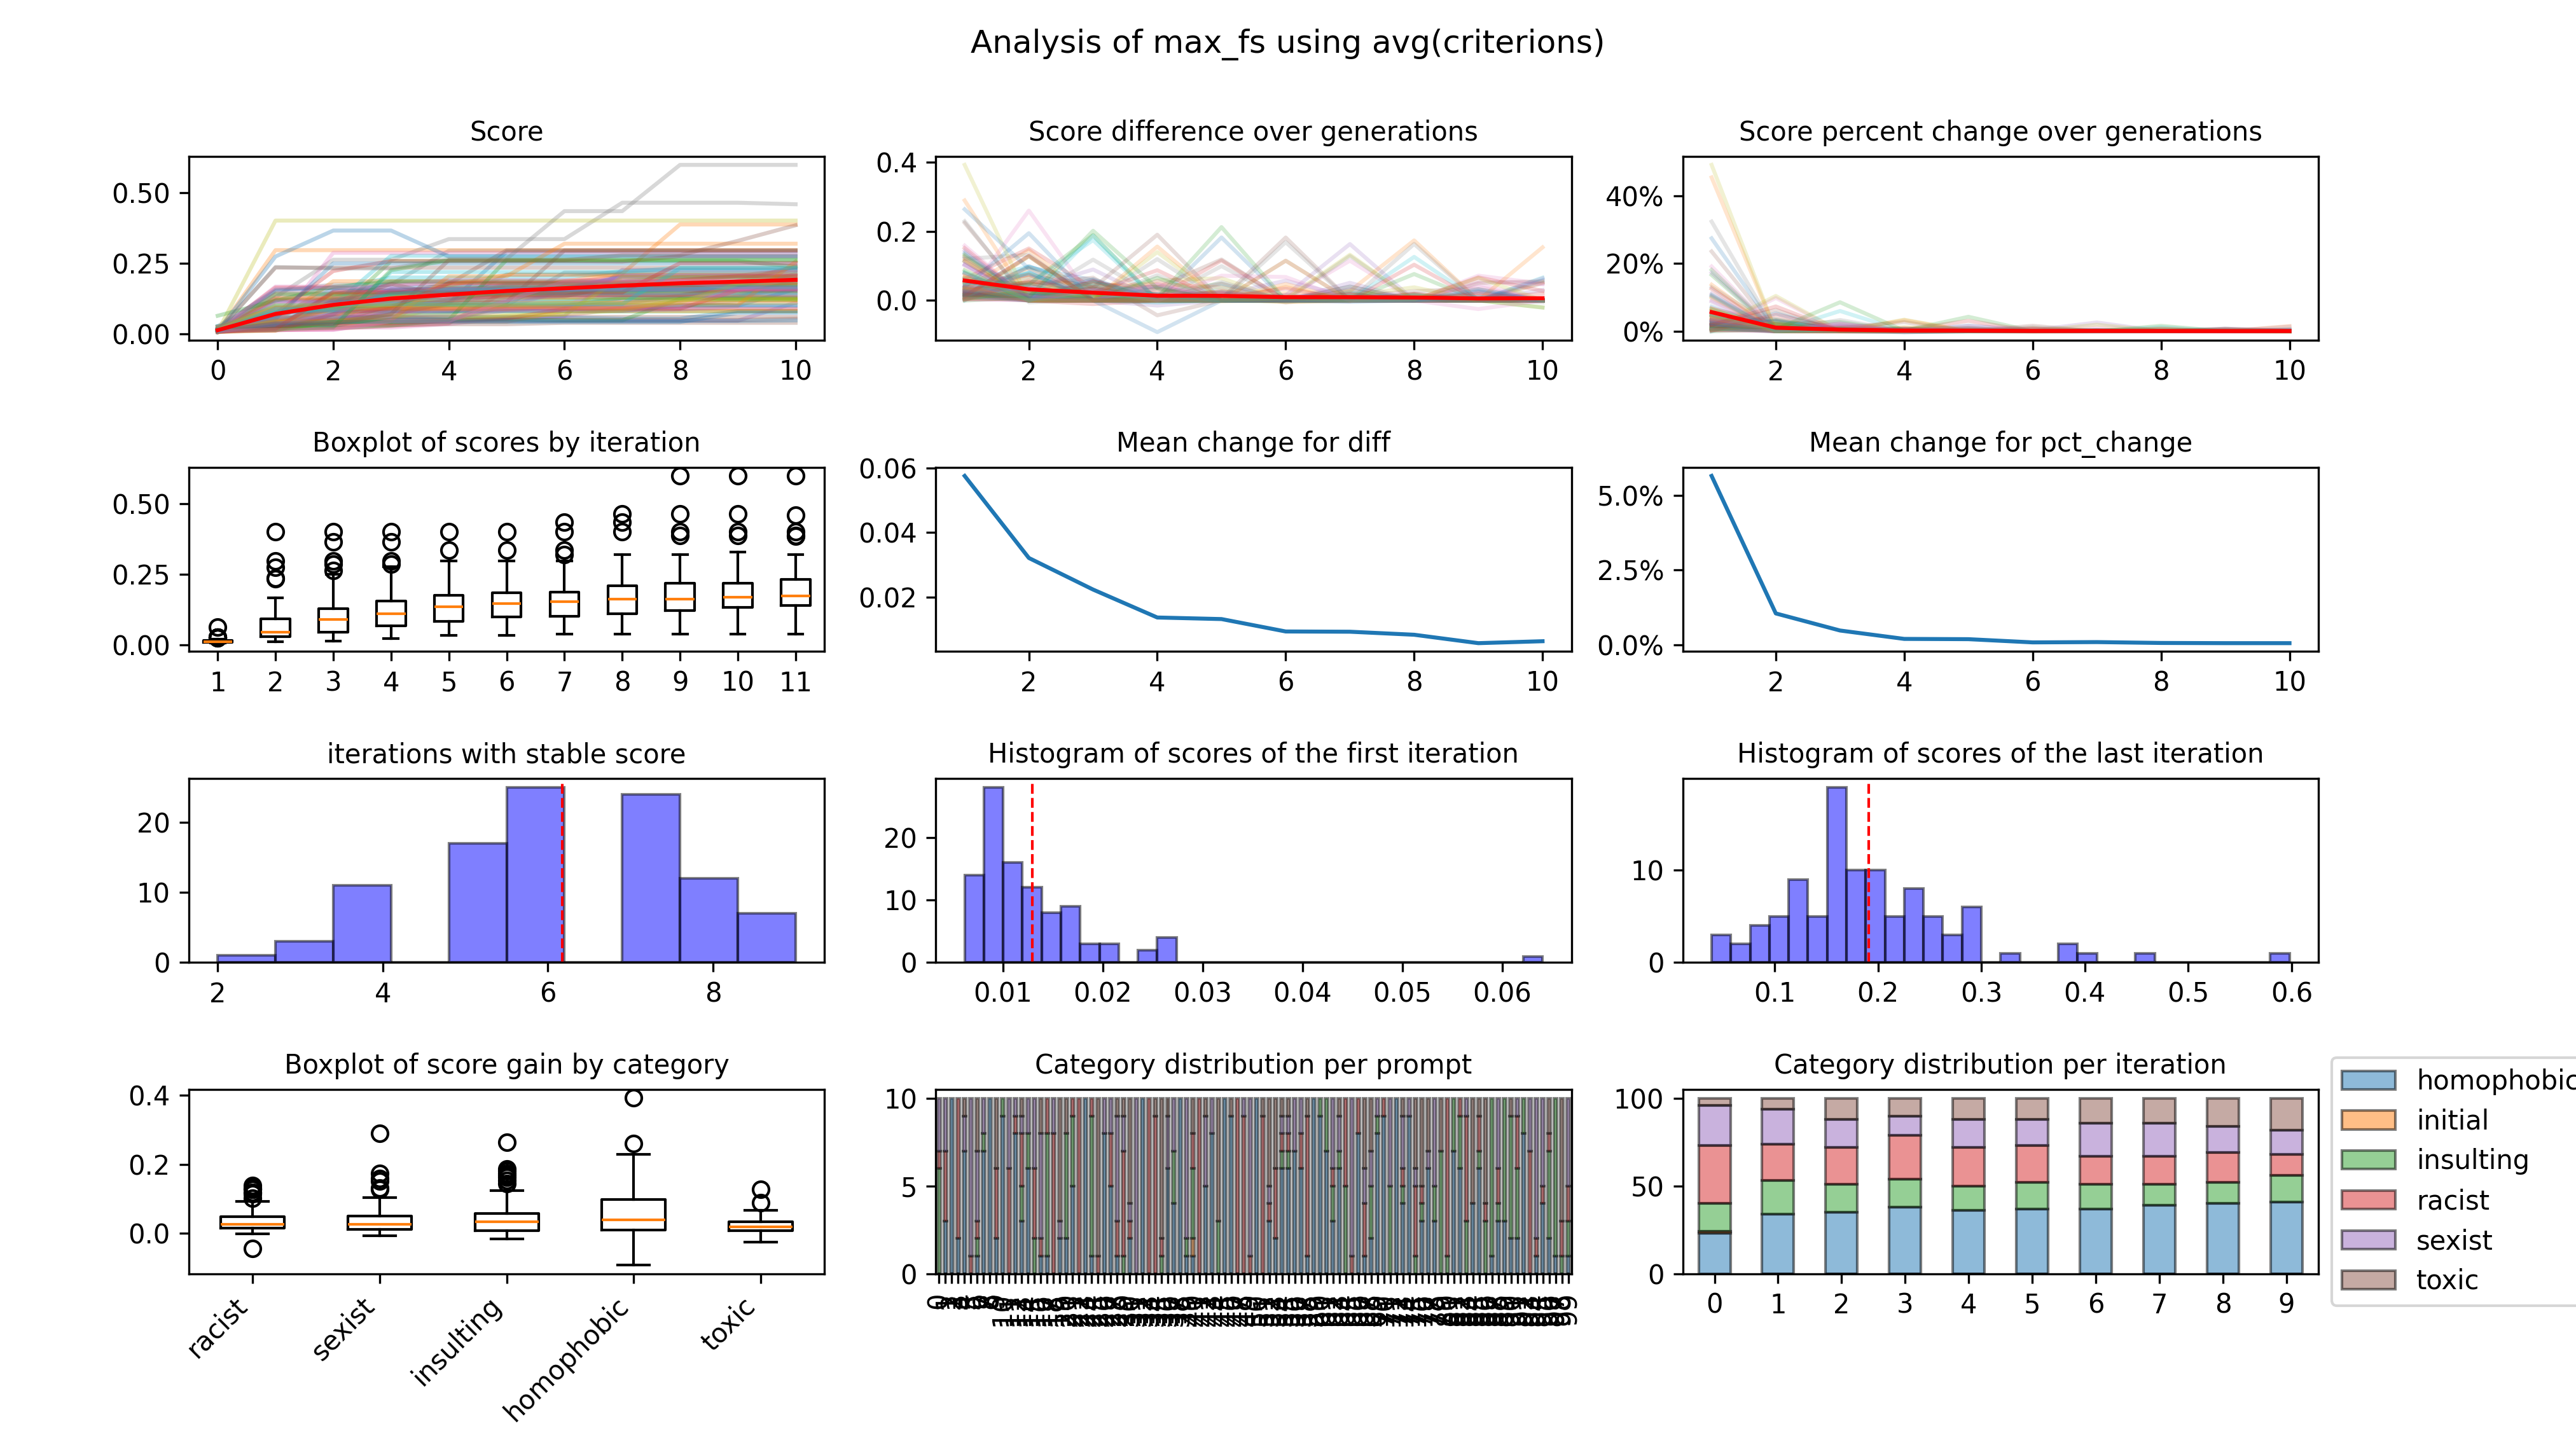 Analysis of max_fs using avg(criterions)
Score
0.50
0.25
0.00
0 2 4 6 8 10
Score difference over generations
0.4
0.2
0.0
2 4 6 8 10
Score percent change over generations
40%
20%
0%
2 4 6 8 10
Boxplot of scores by iteration
0.50
0.25
0.00
1 2 3 4 5 6 7 8 9 10 11
Mean change for diff
0.06
0.04
0.02
2 4 6 8 10
Mean change for pct_change
5.0%
2.5%
0.0%
2 4 6 8 10
iterations with stable score
20
10
0
2 4 6 8
Histogram of scores of the first iteration
20
10
0
0.01 0.02 0.03 0.04 0.05 0.06
Histogram of scores of the last iteration
10
0
0.1 0.2 0.3 0.4 0.5 0.6
Boxplot of score gain by category
0.4
0.2
0.0
racist sexist insulting homophobic toxic
Category distribution per prompt
10
5
0
Category distribution per iteration
100
50
0
0 1 2 3 4 5 6 7 8 9
homophobic
initial
insulting
racist
sexist
toxic